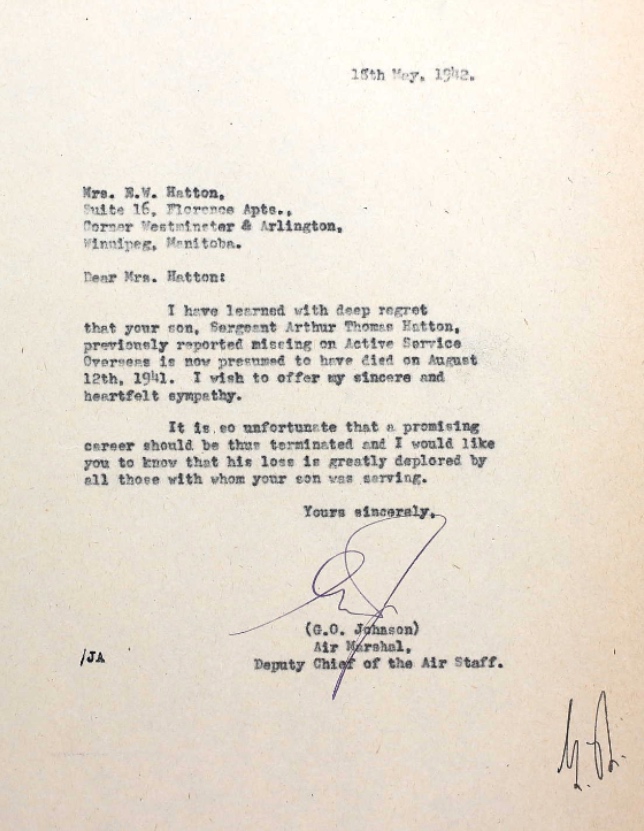 May, 1942.
Mrs. E.W. Hatton,
Suite 16, Florence Apts.,
Corner Westminster & Arlington,
Winnipeg, Manitoba.
Dear Mrs. Hatton:
I have learned with deep regret
that your son, Sergeant Arthur Thomas Hatton,
previously reported missing on Active Service
Overseas is now presumed to have died on August
12th, 1941. I wish to offer my sincere and
heartfelt sympathy.
It is so unfortunate that a promising
career should be thus terminated and I would like
you to know that his loss is greatly deplored by
all those with whom your son was serving.
Yours sincerely,
(G.O. Johnson)
Air Marshal,
/JA
Deputy Chief of the Air Staff.